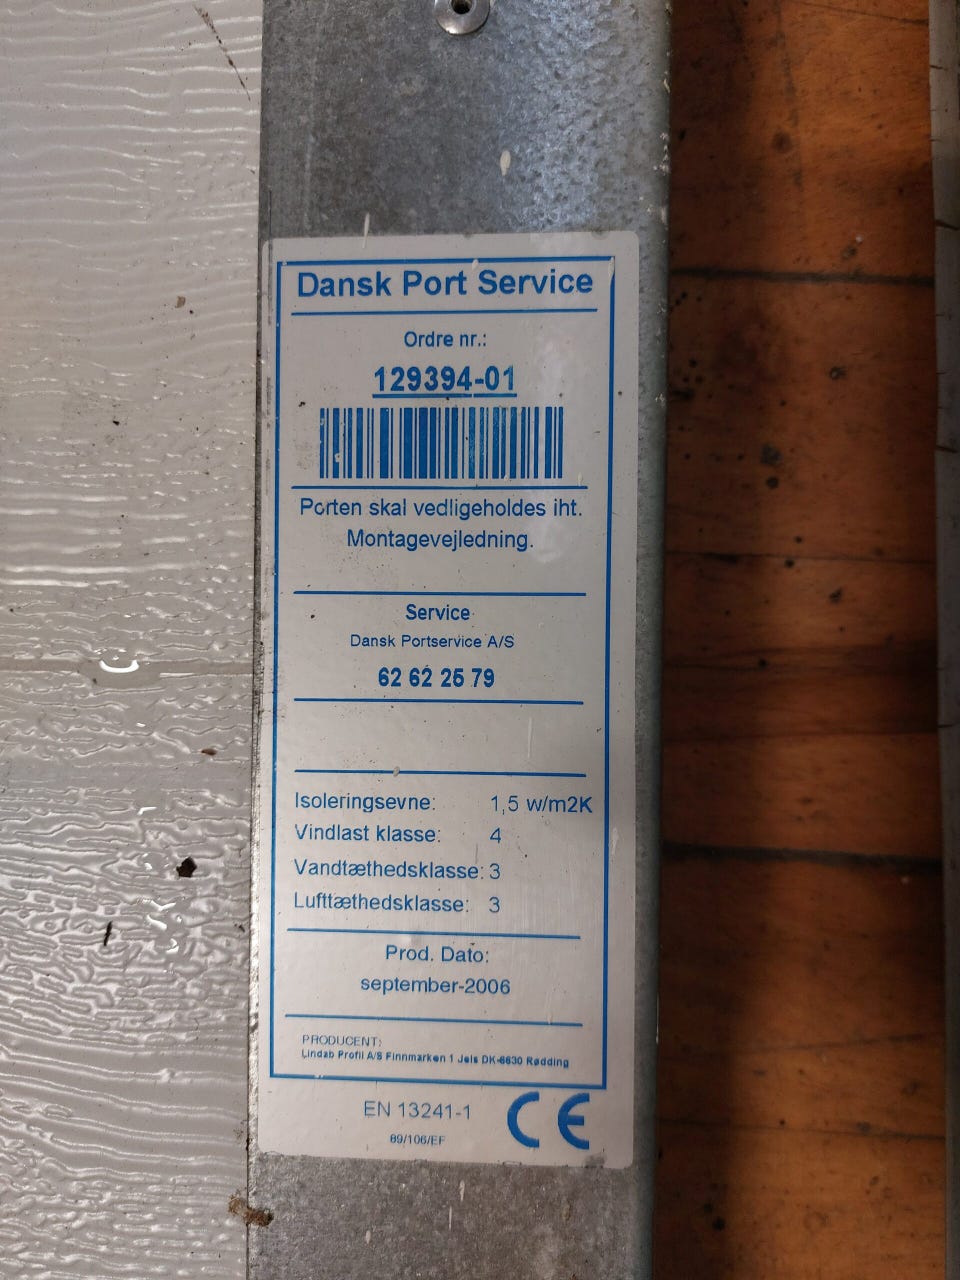 Dansk Port Service
Ordre nr.:
129394-01
Porten skal vedligeholdes iht.
Montagevejledning.
Service
Dansk Portservice A/S
62 62 25 79
Isoleringsevne: 1,5 w/m2K
Vindlast klasse: 4
Vandtæthedsklasse: 3
Lufttæthedsklasse: 3
Prod. Dato:
september-2006
PRODUCENT:
Lindab Profil A/S Finnmarken 1 Jels DK-6630 Rødding
EN 13241-1
CE
89/106/EF